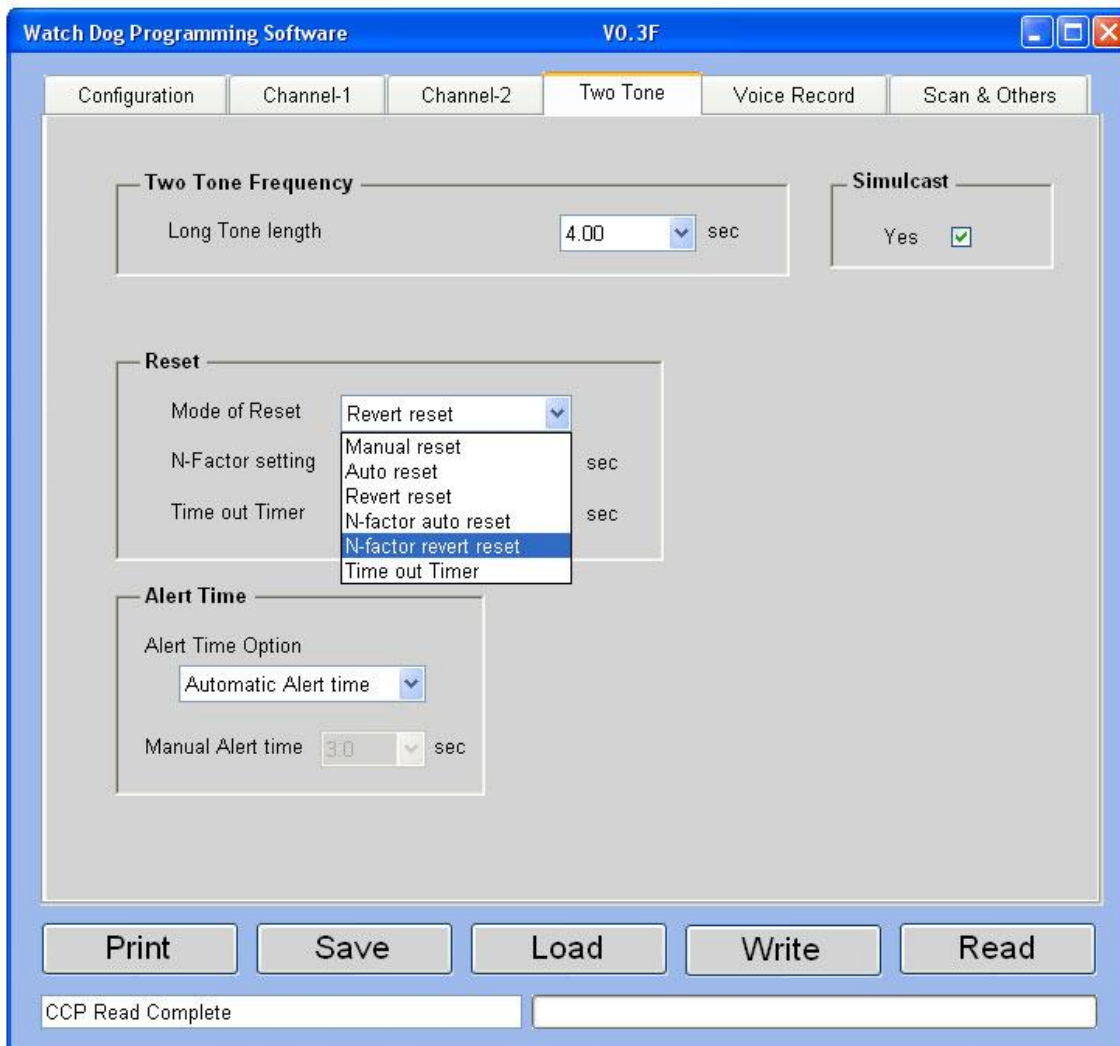 Watch Dog Programming Software V0.3F
Configuration Channel-1 Channel-2 Two Tone Voice Record Scan & Others
Two Tone Frequency
Long Tone length 4.00 sec
Simulcast
Yes
Reset
Mode of Reset Revert reset
N-Factor setting sec
Time out Timer sec
Manual reset
Auto reset
Revert reset
N-factor auto reset
N-factor revert reset
Time out Timer
Alert Time
Alert Time Option
Automatic Alert time
Manual Alert time 3.0 sec
Print Save Load Write Read
CCP Read Complete